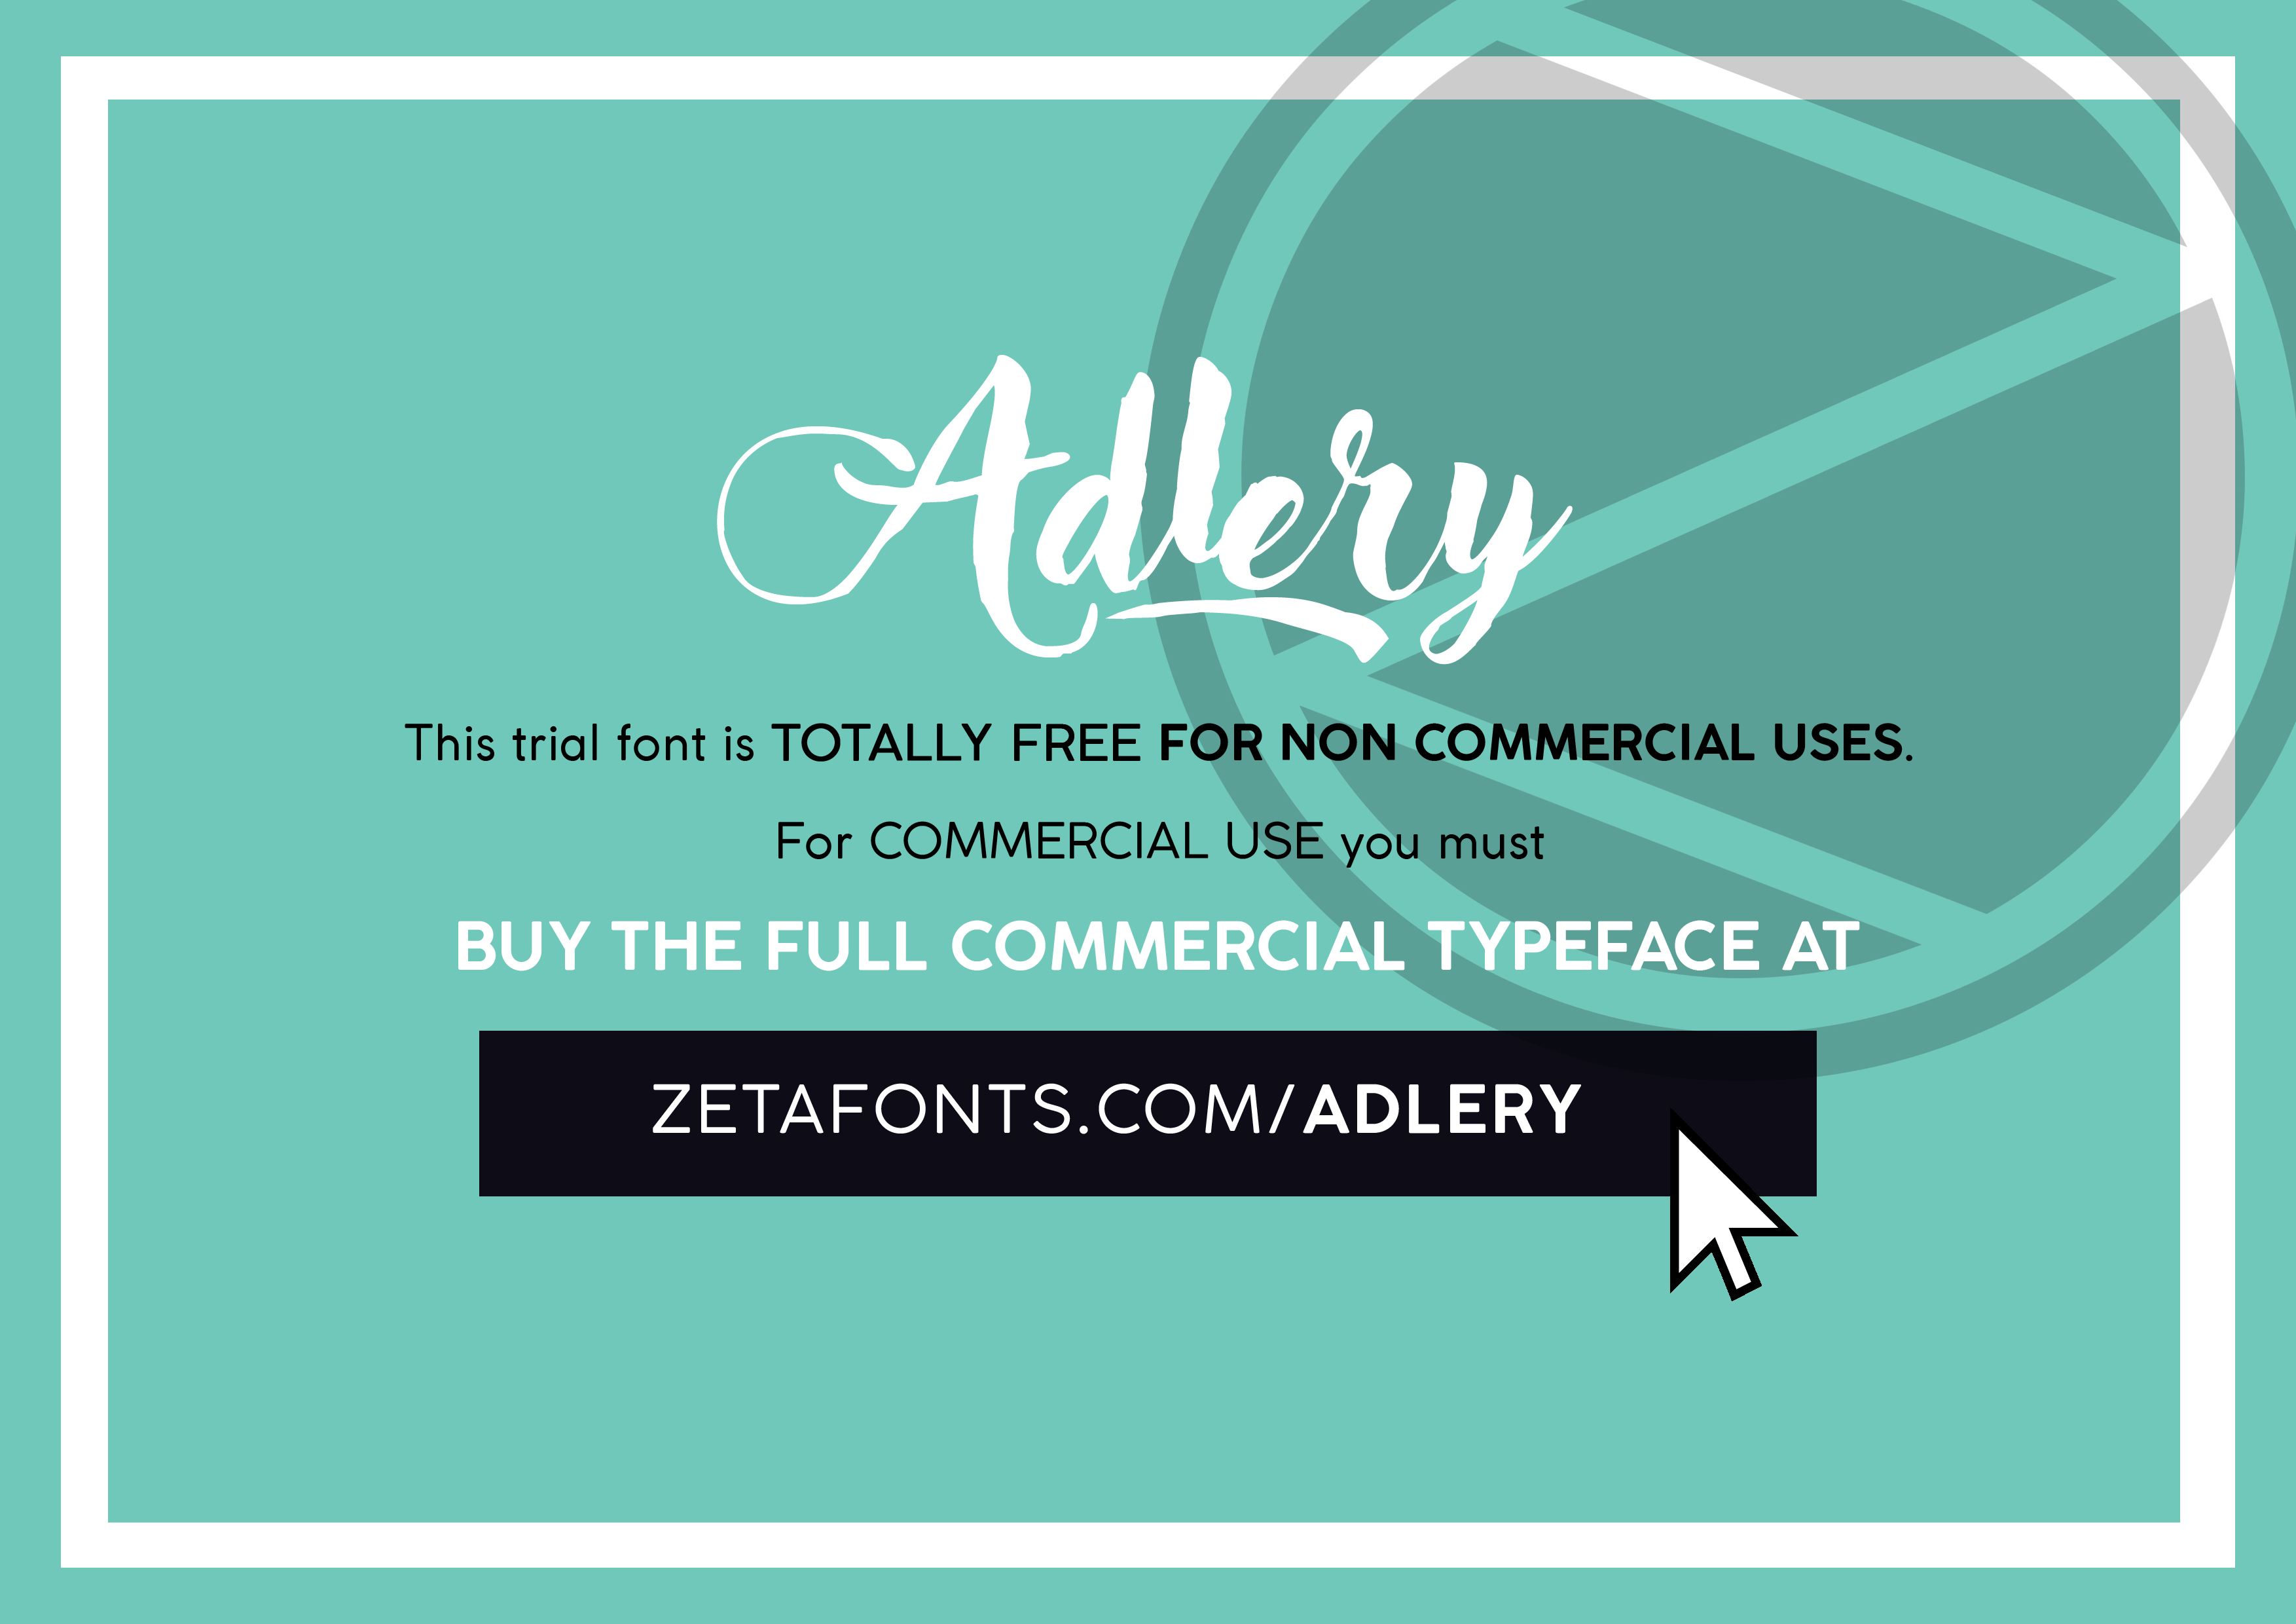 Adlery
This trial font is TOTALLY FREE FOR NON COMMERCIAL USES.
For COMMERCIAL USE you must
BUY THE FULL COMMERCIAL TYPEFACE AT
ZETAFONTS.COM/ADLERY